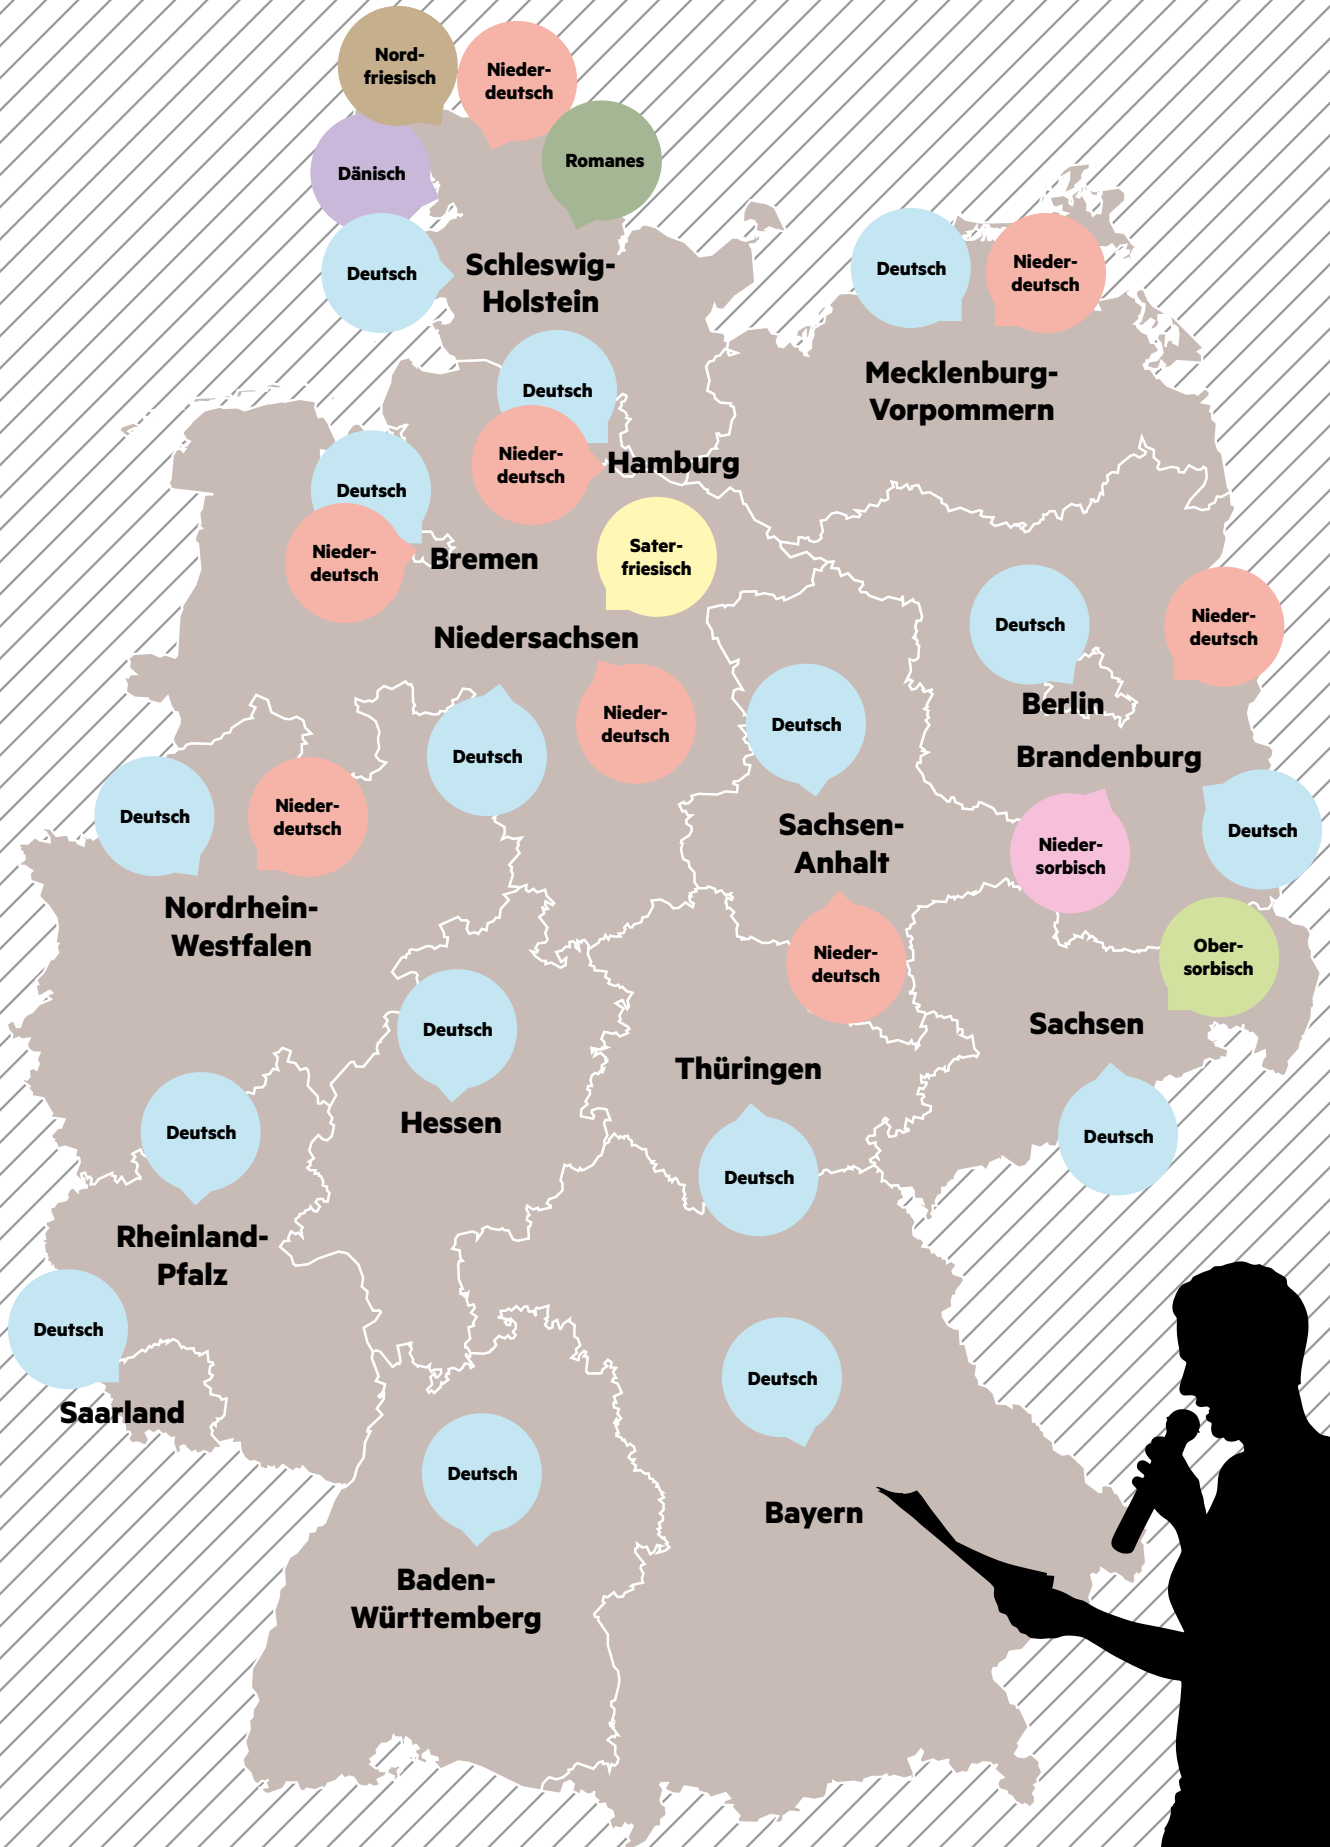 Nord-
friesisch
Nieder-
deutsch
Romanes
Dänisch
Deutsch
Schleswig-
Holstein
Deutsch
Nieder-
deutsch
Mecklenburg-
Vorpommern
Deutsch
Nieder-
deutsch
Hamburg
Deutsch
Nieder-
deutsch
Bremen
Sater-
friesisch
Niedersachsen
Deutsch
Nieder-
deutsch
Deutsch
Berlin
Nieder-
deutsch
Brandenburg
Nieder-
sorbisch
Deutsch
Deutsch
Sachsen-
Anhalt
Nieder-
deutsch
Deutsch
Nieder-
deutsch
Nordrhein-
Westfalen
Ober-
sorbisch
Sachsen
Deutsch
Deutsch
Hessen
Thüringen
Deutsch
Deutsch
Rheinland-
Pfalz
Deutsch
Saarland
Deutsch
Bayern
Deutsch
Baden-
Württemberg